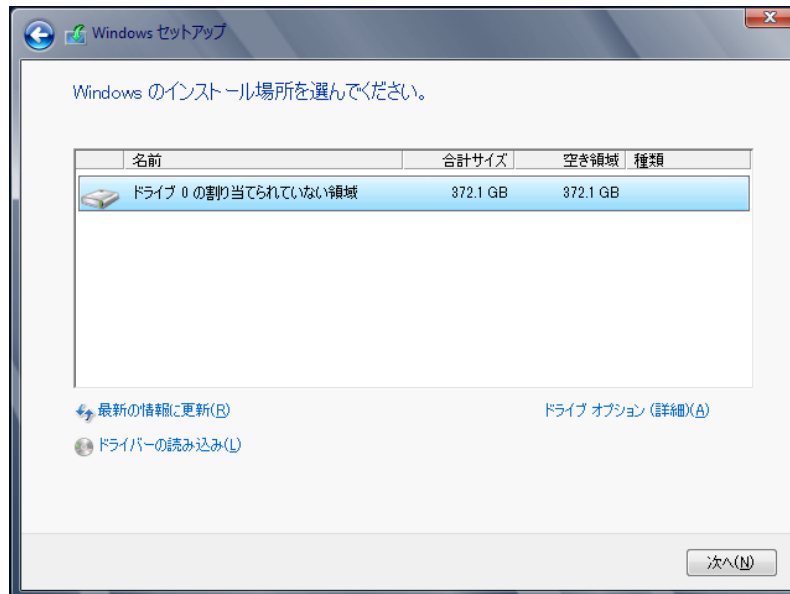 Windows セットアップ
Windows のインストール場所を選んでください。
名前 合計サイズ 空き領域 種類
ドライブ 0 の割り当てられていない領域 372.1 GB 372.1 GB
最新の情報に更新(R) ドライブ オプション (詳細)(A)
ドライバーの読み込み(L)
次へ(N)